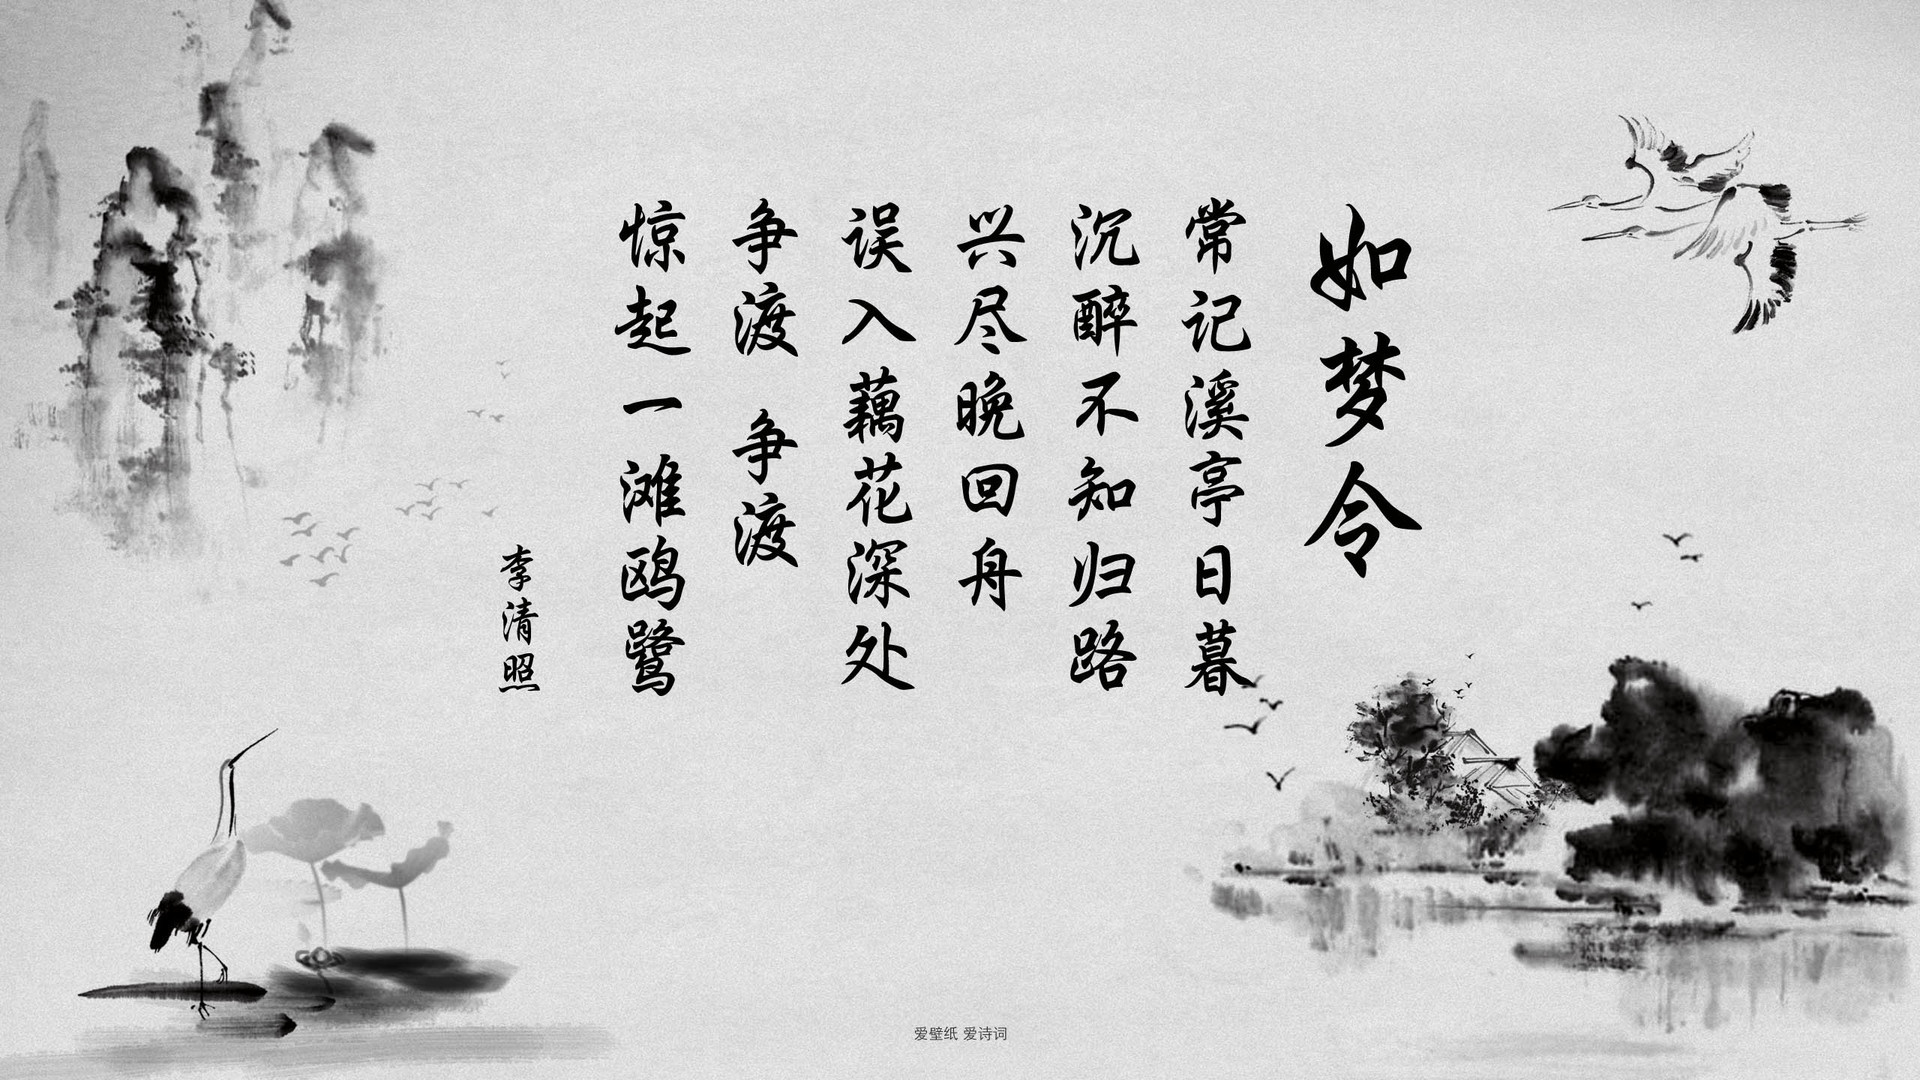 如梦令
常记溪亭日暮
沉醉不知归路
兴尽晚回舟
误入藕花深处
争渡 争渡
惊起一滩鸥鹭
李清照
爱壁纸 爱诗词